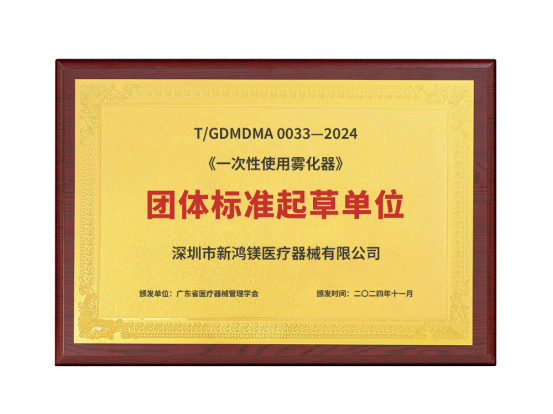 T/GDMDMA 0033—2024
《一次性使用雾化器》
团体标准起草单位
深圳市新鸿镁医疗器械有限公司
颁发单位：广东省医疗器械管理学会 颁发时间：二〇二四年十一月